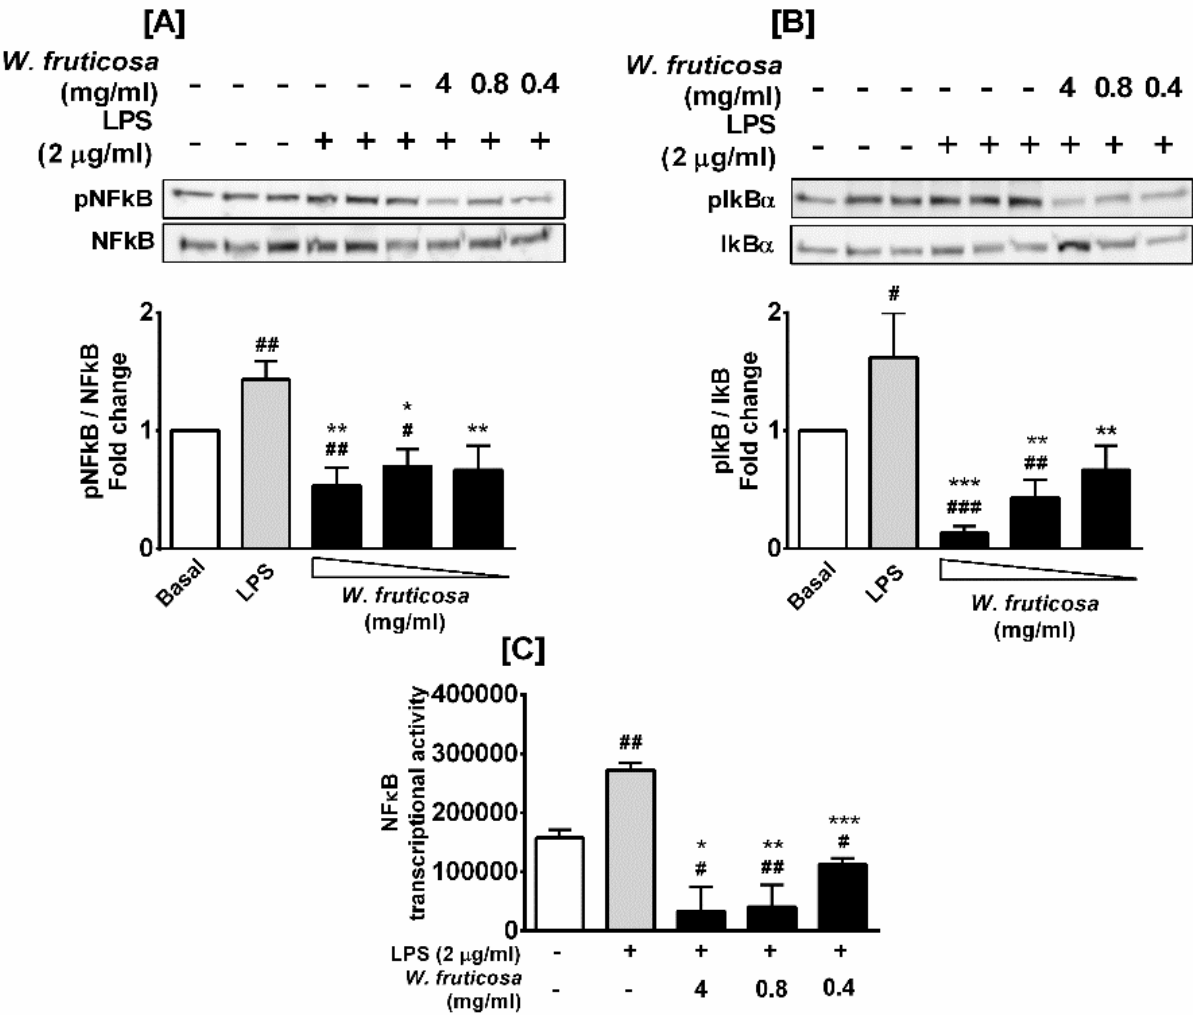 [A]
W. fruticosa
(mg/ml)
- - - - - - 4 0.8 0.4
LPS
(2 µg/ml)
- - - + + + + + +
pNFkB
NFkB
2
1
0
pNFkB / NFkB
Fold change
##
**
##
*
#
**
Basal
LPS
W. fruticosa
(mg/ml)
[B]
W. fruticosa
(mg/ml)
- - - - - - 4 0.8 0.4
LPS
(2 µg/ml)
- - - + + + + + +
pIkBα
IkBα
2
1
0
pIkB / IkB
Fold change
#
***
###
**
##
**
Basal
LPS
W. fruticosa
(mg/ml)
[C]
NFκB
transcriptional activity
400000
300000
200000
100000
0
##
*
#
**
##
***
#
LPS (2 µg/ml) - + + + +
W. fruticosa
(mg/ml)
- - 4 0.8 0.4